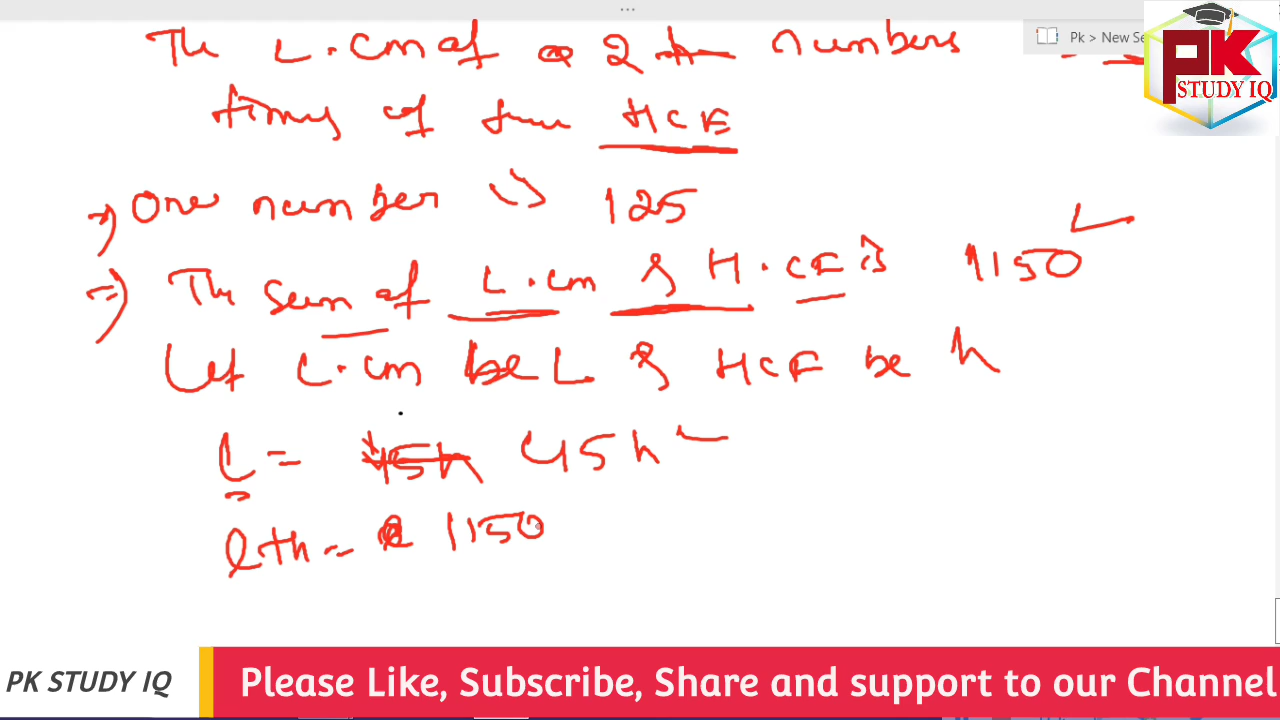 The L.cm of 2 numbers
times of their HCF
⇒ One number is 125
⇒ The sum of L.cm & H.CF is 1150
Let L.cm be L & HCF be h
L = 45h
l+h = 1150
Pk > New Se
PK
STUDY IQ
PK STUDY IQ
Please Like, Subscribe, Share and support to our Channel